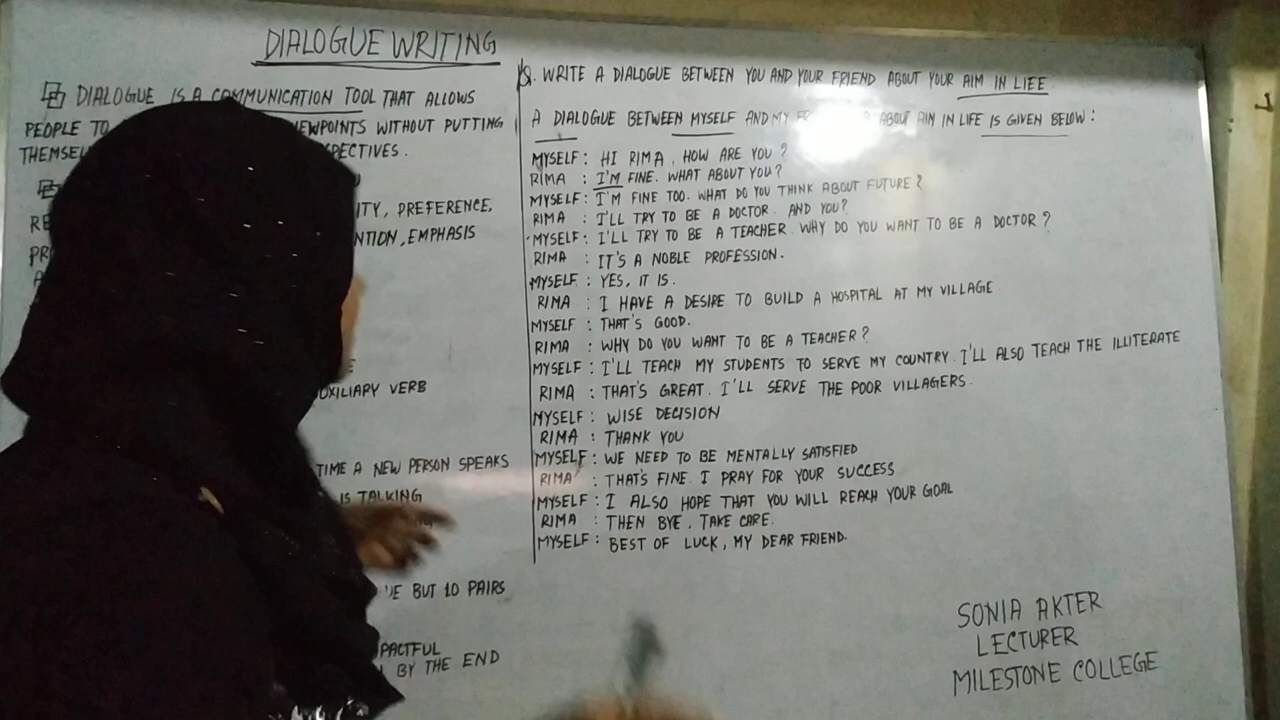 DIALOGUE WRITING
DIALOGUE IS A COMMUNICATION TOOL THAT ALLOWS
PEOPLE TO VIEWPOINTS WITHOUT PUTTING
PREFERENCE,
EMPHASIS
AUXILIARY VERB
TIME A NEW PERSON SPEAKS
IS TALKING
BUT 10 PAIRS
BY THE END
Q. WRITE A DIALOGUE BETWEEN YOU AND YOUR FRIEND ABOUT YOUR AIM IN LIFE
A DIALOGUE BETWEEN MYSELF AND MY ABOUT AIM IN LIFE IS GIVEN BELOW :
MYSELF : HI RIMA, HOW ARE YOU ?
RIMA : I'M FINE. WHAT ABOUT YOU?
MYSELF : I'M FINE TOO. WHAT DO YOU THINK ABOUT FUTURE ?
RIMA : I'LL TRY TO BE A DOCTOR. AND YOU?
MYSELF : I'LL TRY TO BE A TEACHER. WHY DO YOU WANT TO BE A DOCTOR ?
RIMA : IT'S A NOBLE PROFESSION.
MYSELF : YES, IT IS.
RIMA : I HAVE A DESIRE TO BUILD A HOSPITAL AT MY VILLAGE
MYSELF : THAT'S GOOD.
RIMA : WHY DO YOU WANT TO BE A TEACHER ?
MYSELF : I'LL TEACH MY STUDENTS TO SERVE MY COUNTRY. I'LL ALSO TEACH THE ILLITERATE
RIMA : THAT'S GREAT. I'LL SERVE THE POOR VILLAGERS.
MYSELF : WISE DECISION
RIMA : THANK YOU
MYSELF : WE NEED TO BE MENTALLY SATISFIED
RIMA : THAT'S FINE. I PRAY FOR YOUR SUCCESS
MYSELF : I ALSO HOPE THAT YOU WILL REACH YOUR GOAL
RIMA : THEN BYE, TAKE CARE.
MYSELF : BEST OF LUCK, MY DEAR FRIEND.
SONIA AKTER
LECTURER
MILESTONE COLLEGE